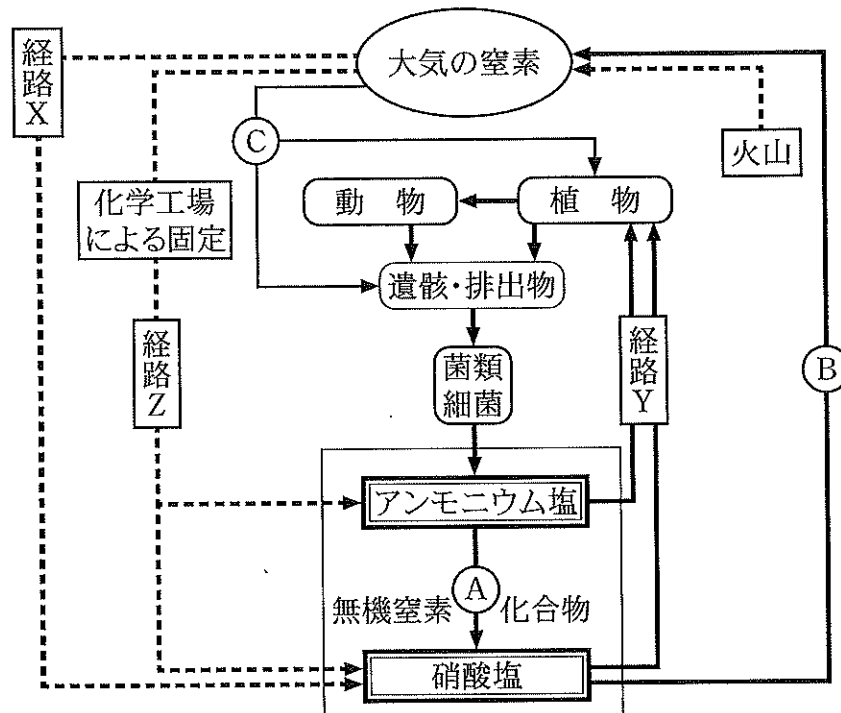 大気の窒素
経路X
C
火山
化学工場
による固定
動　物
植　物
遺骸・排出物
経路Z
菌類
細菌
経路Y
B
アンモニウム塩
A
無機窒素　化合物
硝酸塩